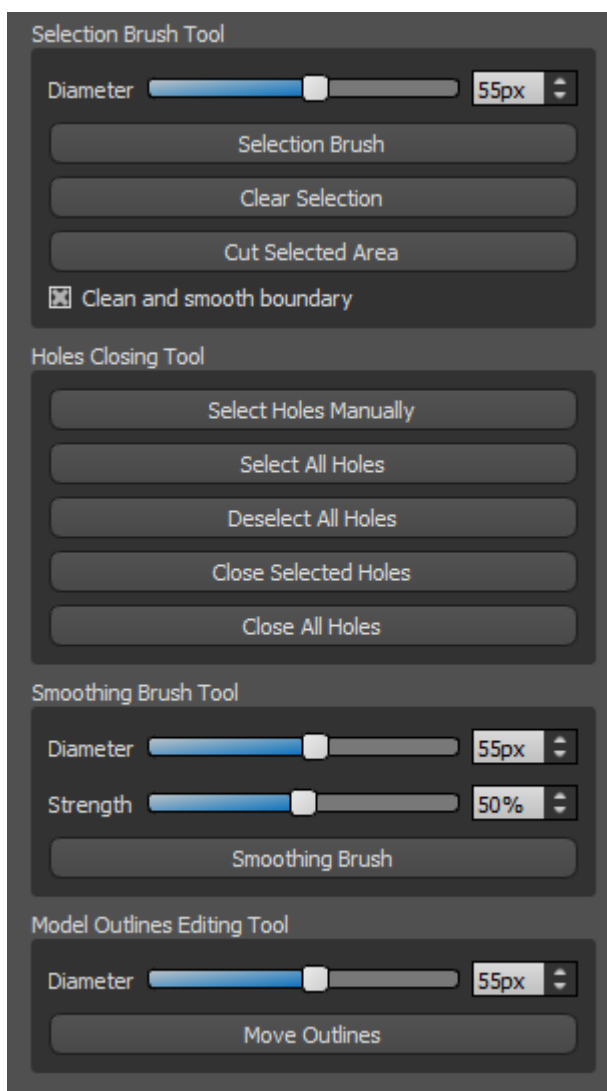 Selection Brush Tool
Diameter 55px
Selection Brush
Clear Selection
Cut Selected Area
Clean and smooth boundary
Holes Closing Tool
Select Holes Manually
Select All Holes
Deselect All Holes
Close Selected Holes
Close All Holes
Smoothing Brush Tool
Diameter 55px
Strength 50%
Smoothing Brush
Model Outlines Editing Tool
Diameter 55px
Move Outlines